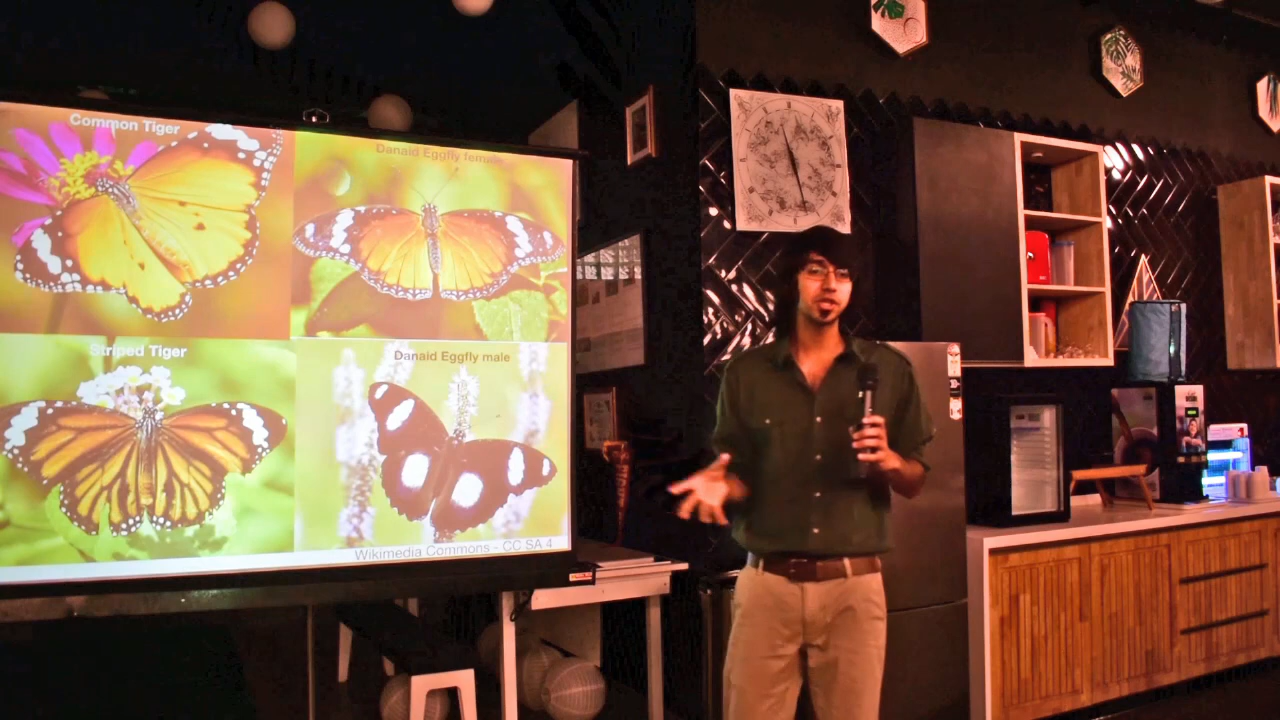 Common Tiger
Danaid Eggfly female
Striped Tiger
Danaid Eggfly male
Wikimedia Commons - CC SA 4